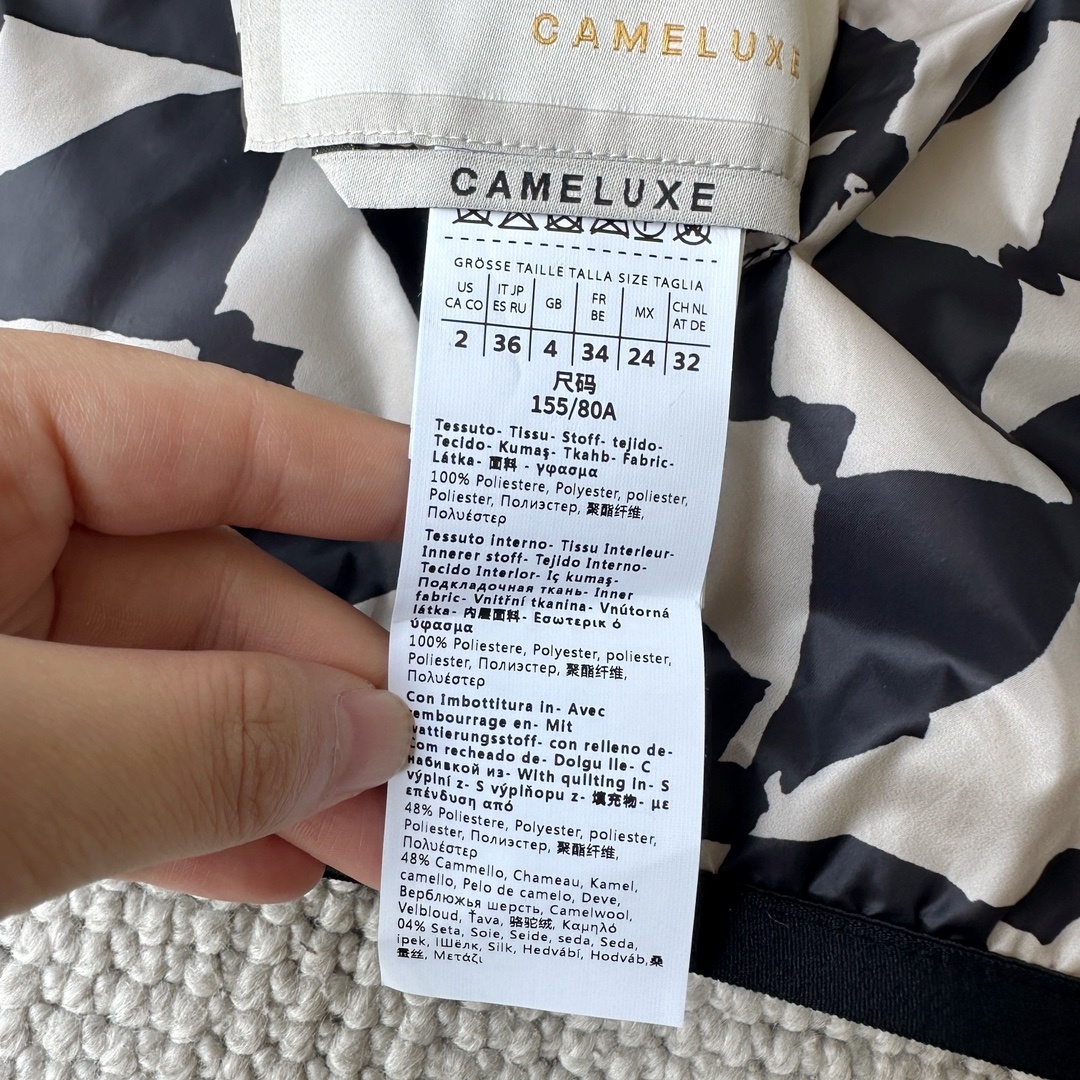 CAMELUXE
CAMELUXE
GRÖSSE TAILLE TALLA SIZE TAGLIA
US IT JP GB FR MX CH NL
CA CO ES RU BE AT DE
2 36 4 34 24 32
尺码
155/80A
Tessuto- Tissu- Stoff- tejido-
Tecido- Kumaş- Tkahb- Fabric-
Látka- 面料 - γφασμα
100% Poliestere, Polyester, poliester,
Poliester, Полиэстер, 聚酯纤维,
Πολυέστερ
Tessuto interno- Tissu Interieur-
Innerer stoff- Tejido Interno-
Tecido Interior- Iç kumaş-
Подкладочная ткань- Inner
fabric- Vnitřní tkanina- Vnútorná
látka- 内层面料- Εσωτερικ ό
ύφασμα
100% Poliestere, Polyester, poliester,
Poliester, Полиэстер, 聚酯纤维,
Πολυέστερ
Con Imbottitura in- Avec
rembourrage en- Mit
wattierungsstoff- con relleno de-
Com recheado de- Dolgu Ile- C
набивкой из- With quilting in- S
výplní z- S výplňopu z- 填充物- με
επένδυση από
48% Poliestere, Polyester, poliester,
Poliester, Полиэстер, 聚酯纤维,
Πολυέστερ
48% Cammello, Chameau, Kamel,
camello, Pelo de camelo, Deve,
Верблюжья шерсть, Camelwool,
Velbloud, Ťava, 骆驼绒, Καμηλό
04% Seta, Soie, Seide, seda, Seda,
ipek, IШёлк, Silk, Hedvábí, Hodváb,桑
蚕丝, Μετάζι